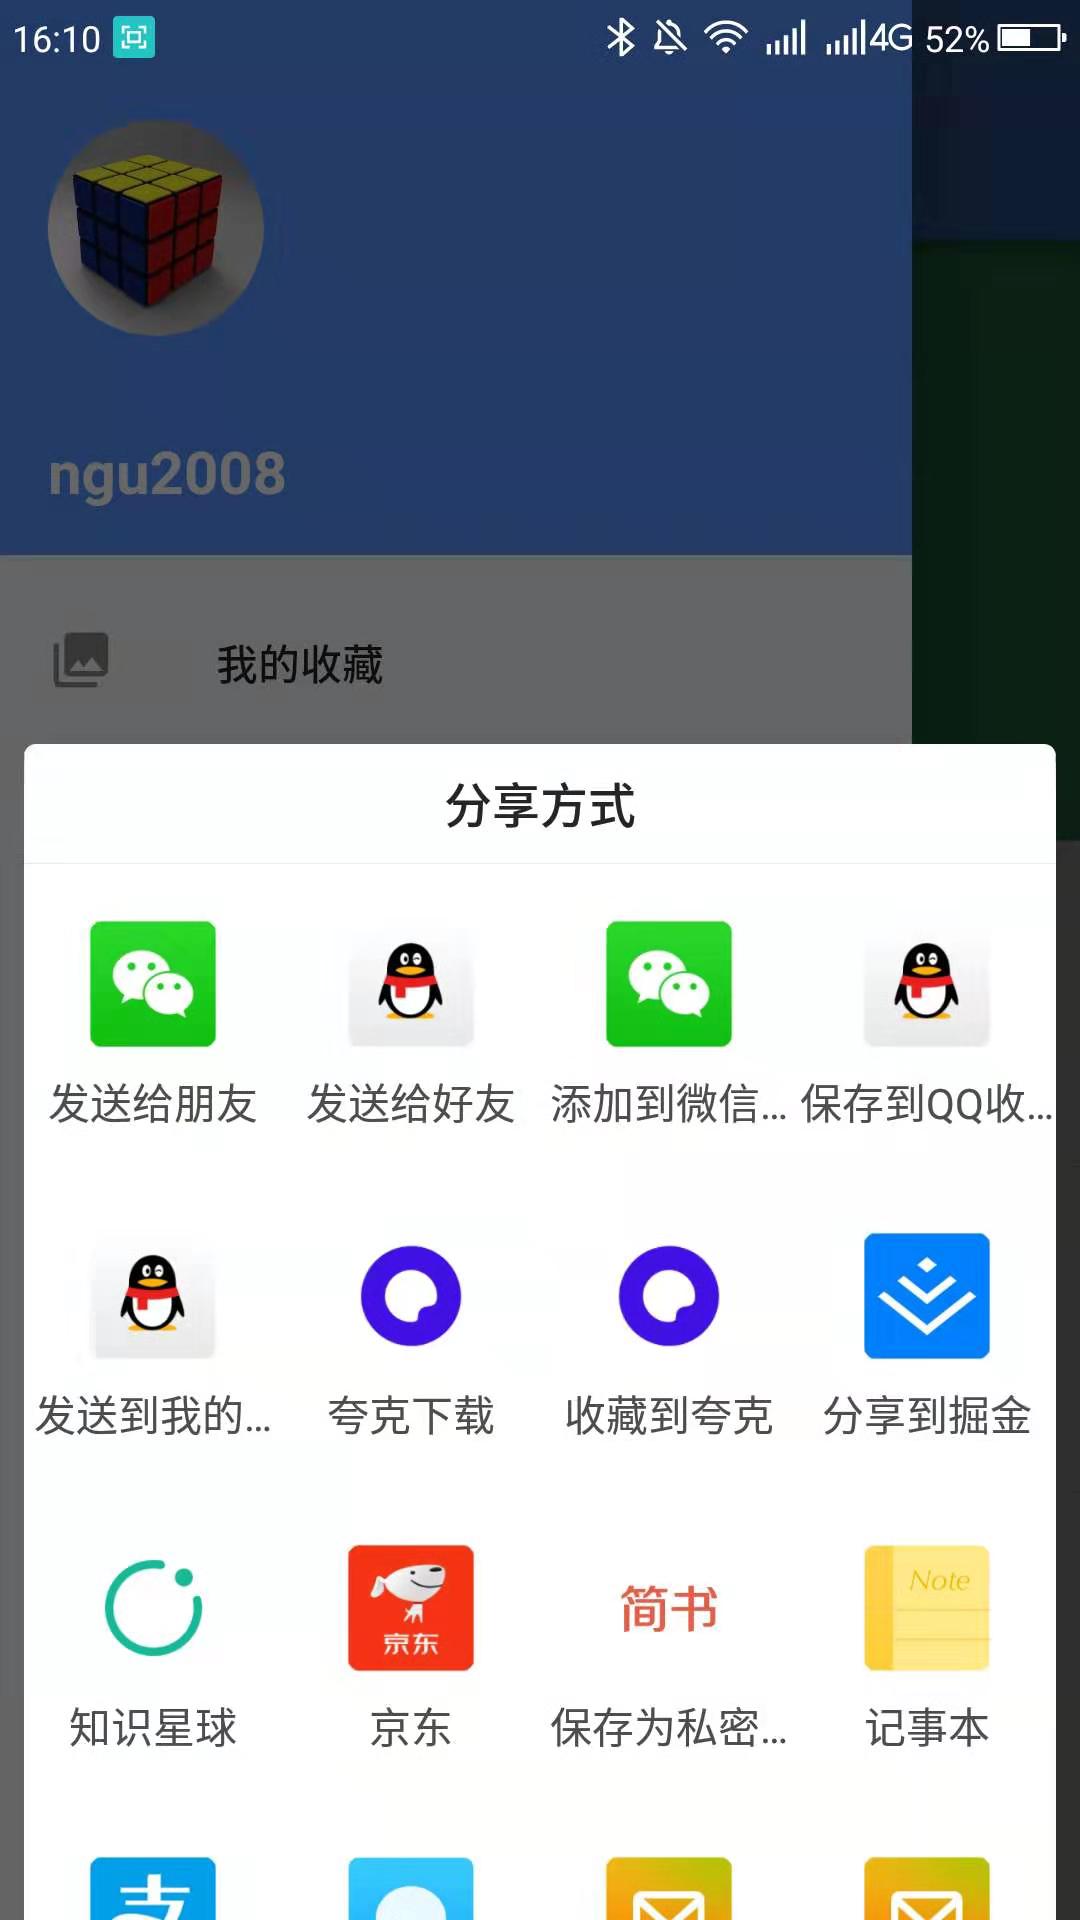 16:10
4G 52%
ngu2008
我的收藏
分享方式
发送给朋友 发送给好友 添加到微信... 保存到QQ收...
发送到我的... 夸克下载 收藏到夸克 分享到掘金
京东
简书
Note
知识星球 京东 保存为私密... 记事本
支